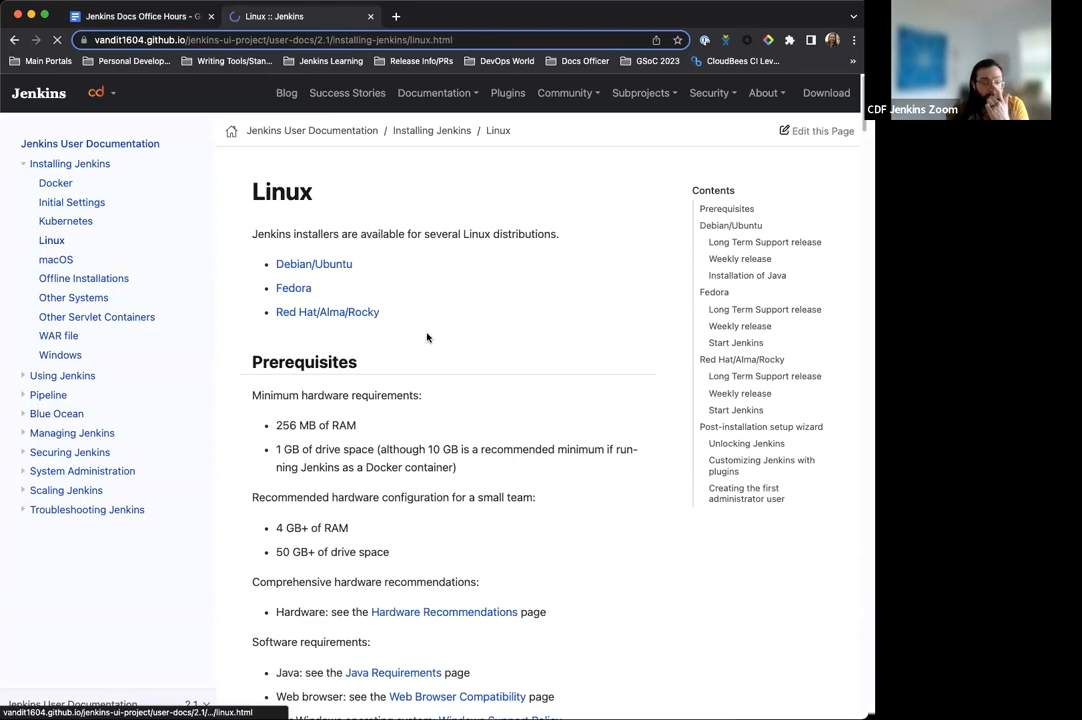 Jenkins Docs Office Hours - G
Linux :: Jenkins
vandit1604.github.io/jenkins-ui-project/user-docs/2.1/installing-jenkins/linux.html
Main Portals
Personal Develop...
Writing Tools/Stan...
Jenkins Learning
Release Info/PRs
DevOps World
Docs Officer
GSoC 2023
CloudBees CI Lev...
»
CDF Jenkins Zoom
Jenkins
cd
Blog
Success Stories
Documentation
Plugins
Community
Subprojects
Security
About
Download
Jenkins User Documentation / Installing Jenkins / Linux
Edit this Page
Jenkins User Documentation
Installing Jenkins
Docker
Initial Settings
Kubernetes
Linux
macOS
Offline Installations
Other Systems
Other Servlet Containers
WAR file
Windows
Using Jenkins
Pipeline
Blue Ocean
Managing Jenkins
Securing Jenkins
System Administration
Scaling Jenkins
Troubleshooting Jenkins
Jenkins User Documentation 2.1
vandit1604.github.io/jenkins-ui-project/user-docs/2.1/.../linux.html
Linux
Jenkins installers are available for several Linux distributions.
• Debian/Ubuntu
• Fedora
• Red Hat/Alma/Rocky
Prerequisites
Minimum hardware requirements:
• 256 MB of RAM
• 1 GB of drive space (although 10 GB is a recommended minimum if run-
ning Jenkins as a Docker container)
Recommended hardware configuration for a small team:
• 4 GB+ of RAM
• 50 GB+ of drive space
Comprehensive hardware recommendations:
• Hardware: see the Hardware Recommendations page
Software requirements:
• Java: see the Java Requirements page
• Web browser: see the Web Browser Compatibility page
Windows operating system: Windows Support Policy
Contents
Prerequisites
Debian/Ubuntu
Long Term Support release
Weekly release
Installation of Java
Fedora
Long Term Support release
Weekly release
Start Jenkins
Red Hat/Alma/Rocky
Long Term Support release
Weekly release
Start Jenkins
Post-installation setup wizard
Unlocking Jenkins
Customizing Jenkins with
plugins
Creating the first
administrator user